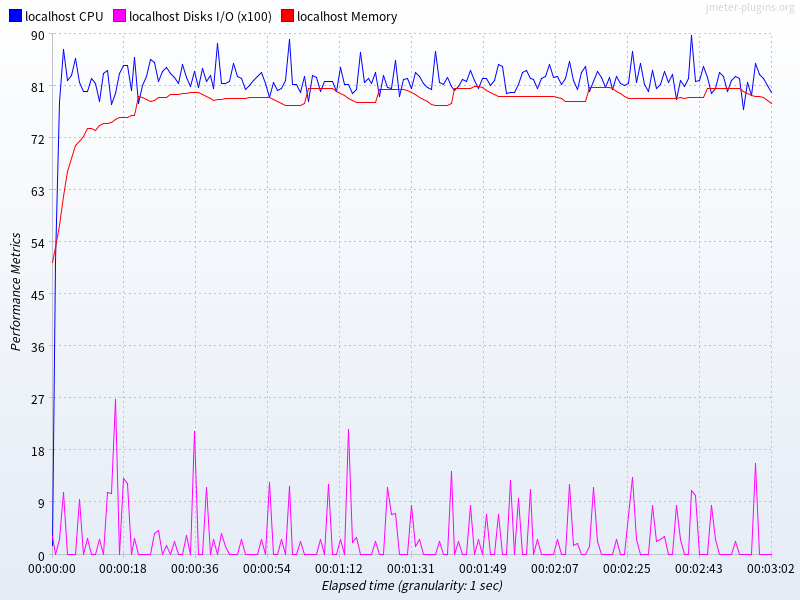 localhost CPU localhost Disks I/O (x100) localhost Memory
jmeter-plugins.org
90
81
72
63
54
45
36
27
18
9
0
Performance Metrics
00:00:00 00:00:18 00:00:36 00:00:54 00:01:12 00:01:31 00:01:49 00:02:07 00:02:25 00:02:43 00:03:02
Elapsed time (granularity: 1 sec)